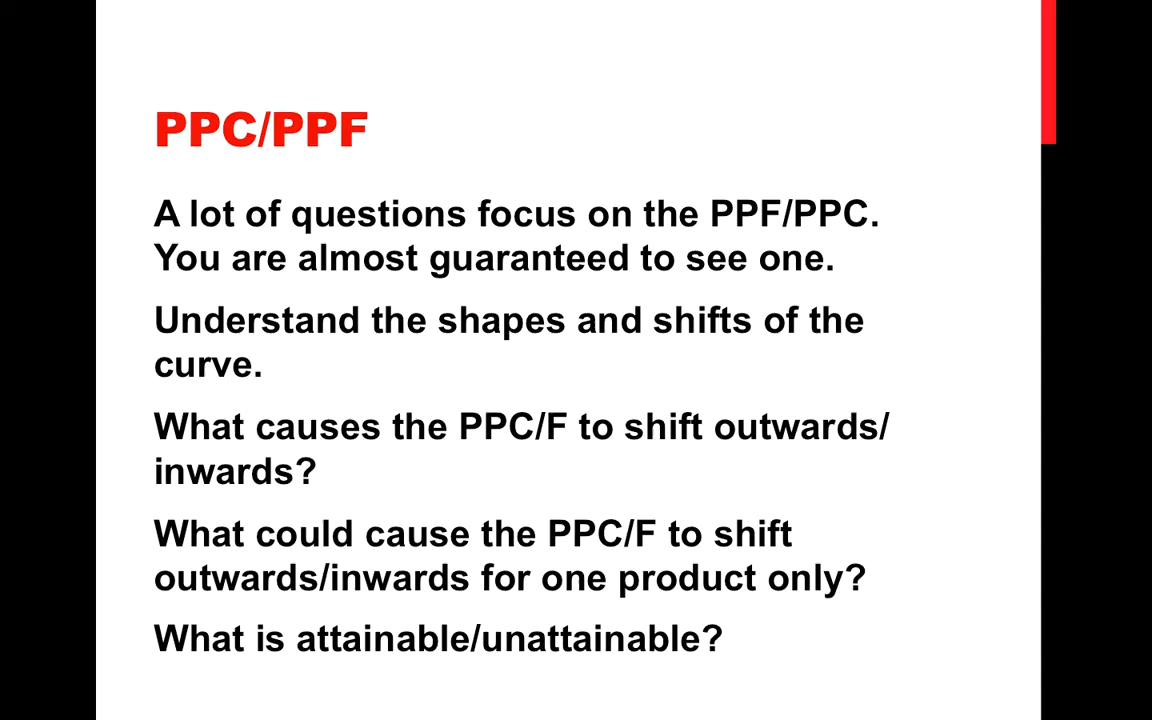 PPC/PPF
A lot of questions focus on the PPF/PPC.
You are almost guaranteed to see one.
Understand the shapes and shifts of the
curve.
What causes the PPC/F to shift outwards/
inwards?
What could cause the PPC/F to shift
outwards/inwards for one product only?
What is attainable/unattainable?